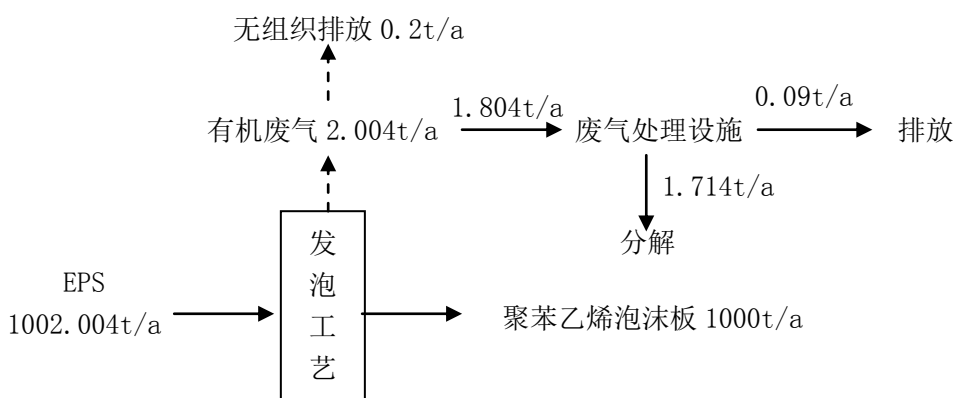 无组织排放 0.2t/a
有机废气 2.004t/a
1.804t/a
废气处理设施
0.09t/a
排放
1.714t/a
分解
EPS
1002.004t/a
发
泡
工
艺
聚苯乙烯泡沫板 1000t/a